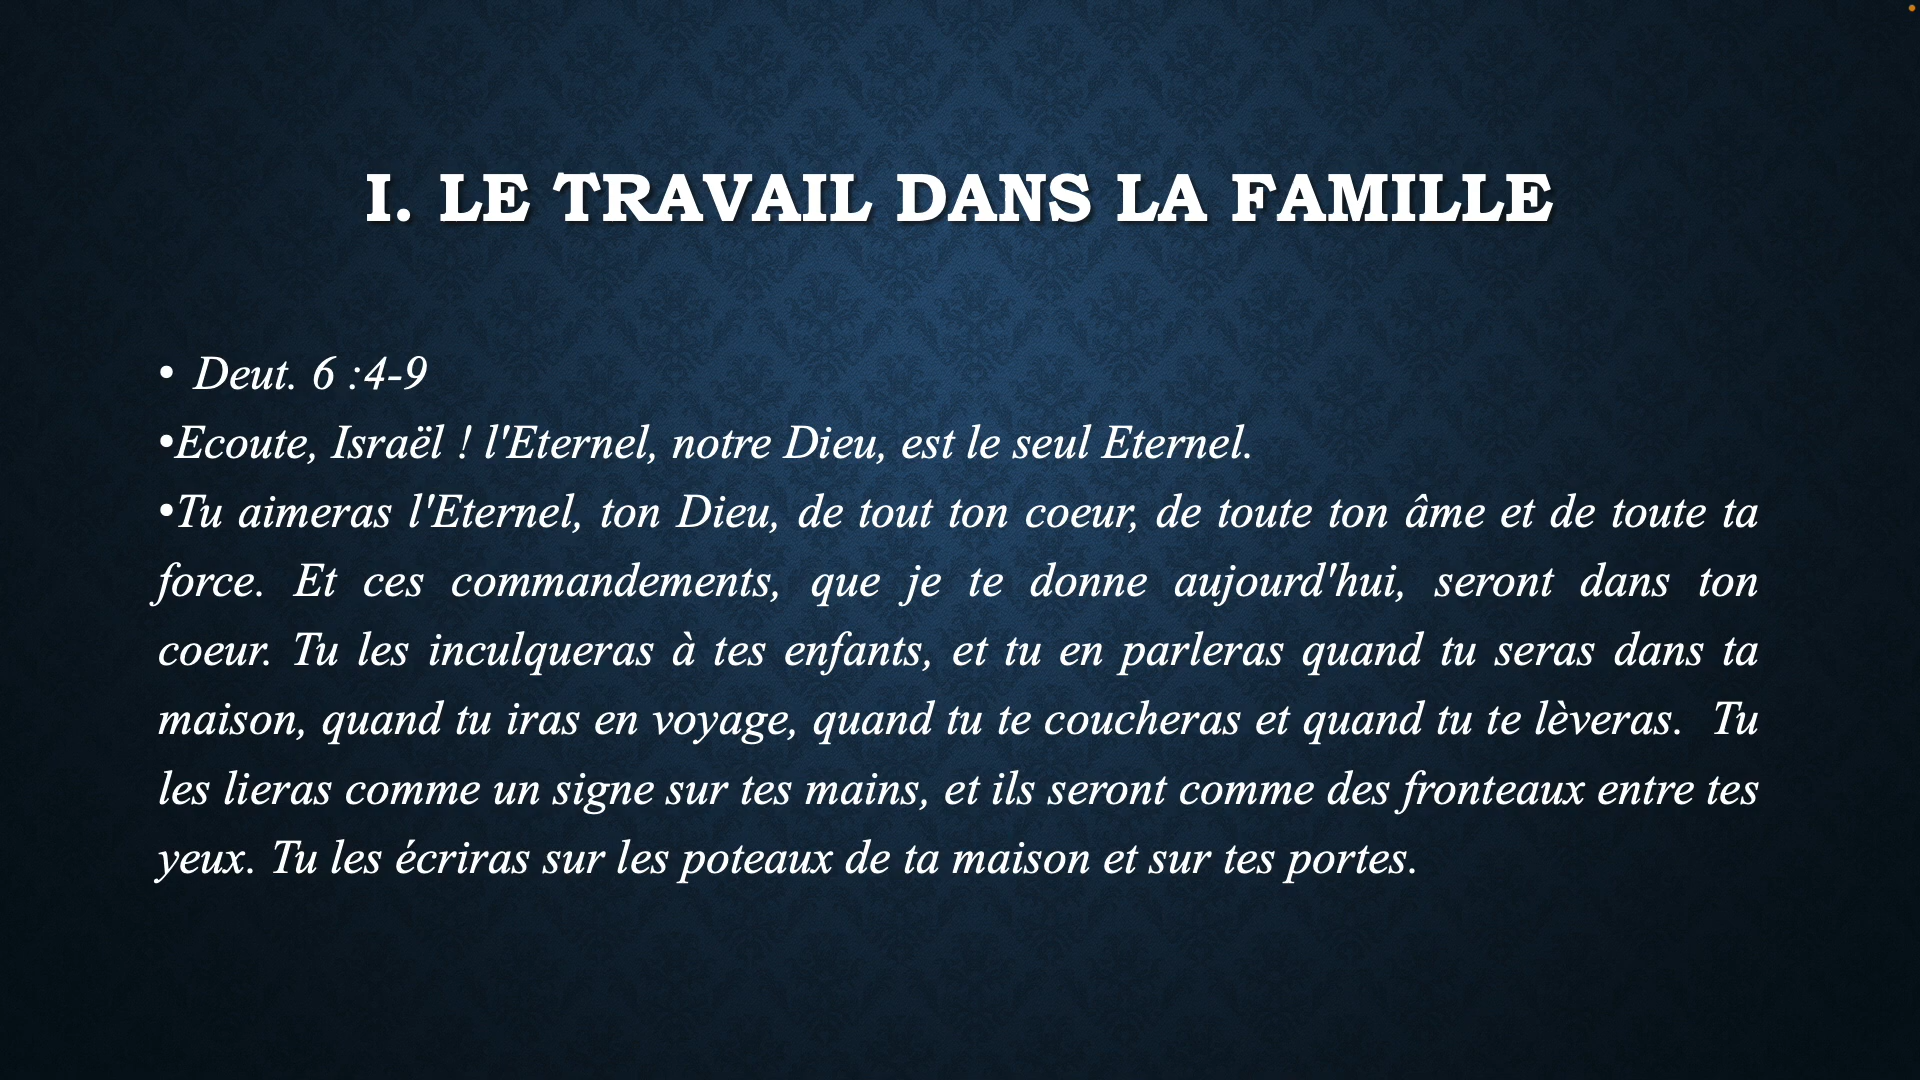 I. LE TRAVAIL DANS LA FAMILLE
• Deut. 6 :4-9
•Ecoute, Israël ! l'Eternel, notre Dieu, est le seul Eternel.
•Tu aimeras l'Eternel, ton Dieu, de tout ton coeur, de toute ton âme et de toute ta
force. Et ces commandements, que je te donne aujourd'hui, seront dans ton
coeur. Tu les inculqueras à tes enfants, et tu en parleras quand tu seras dans ta
maison, quand tu iras en voyage, quand tu te coucheras et quand tu te lèveras.  Tu
les lieras comme un signe sur tes mains, et ils seront comme des fronteaux entre tes
yeux. Tu les écriras sur les poteaux de ta maison et sur tes portes.